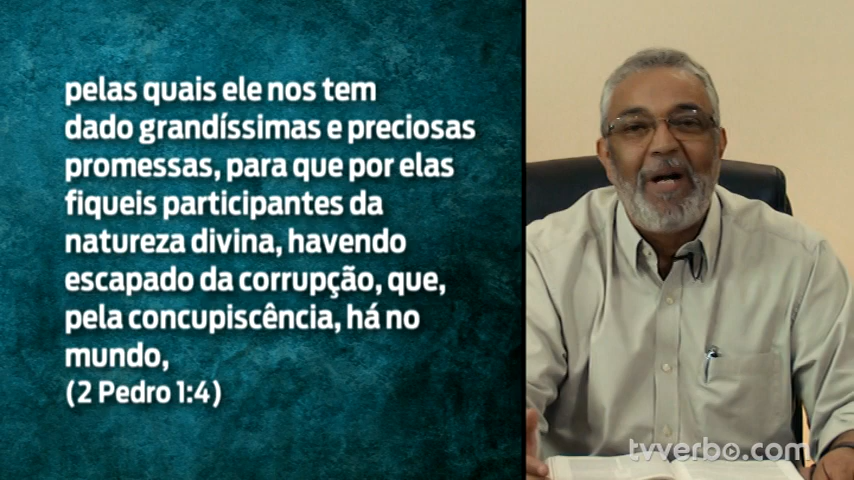 pelas quais ele nos tem
dado grandíssimas e preciosas
promessas, para que por elas
fiqueis participantes da
natureza divina, havendo
escapado da corrupção, que,
pela concupiscência, há no
mundo,
(2 Pedro 1:4)
tvverbo.com